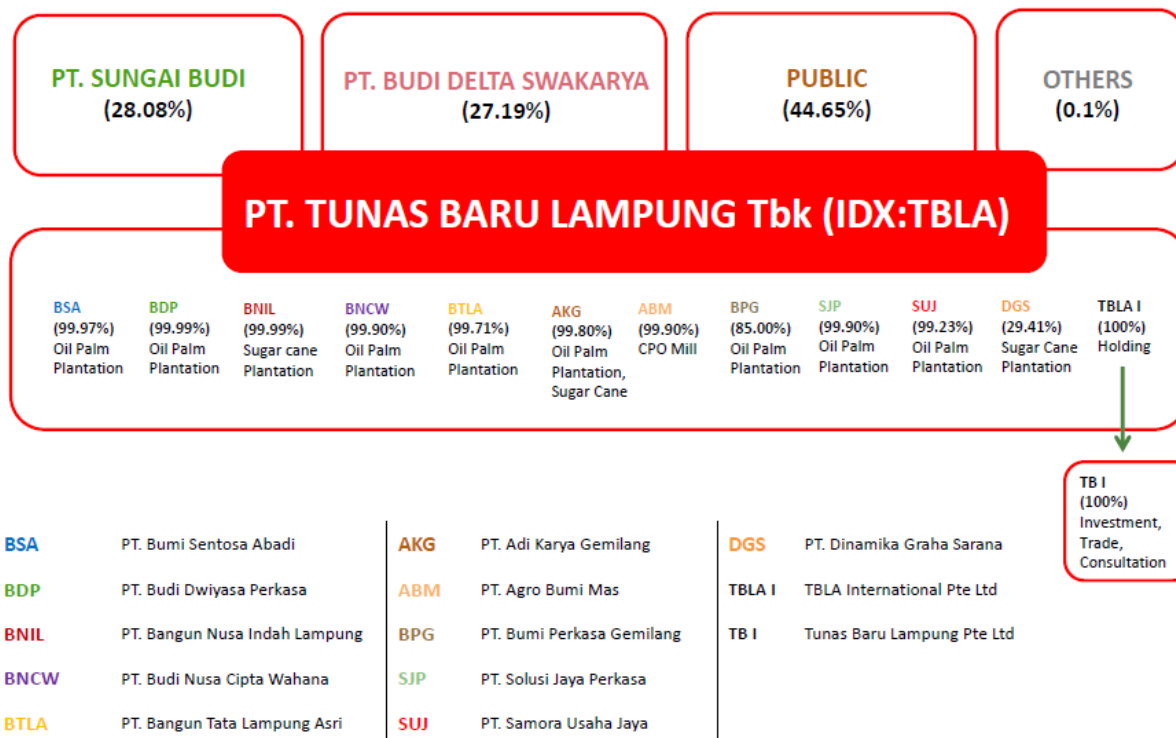 PT. SUNGAI BUDI
(28.08%)
PT. BUDI DELTA SWAKARYA
(27.19%)
PUBLIC
(44.65%)
OTHERS
(0.1%)
PT. TUNAS BARU LAMPUNG Tbk (IDX:TBLA)
BSA
(99.97%)
Oil Palm
Plantation
BDP
(99.99%)
Oil Palm
Plantation
BNIL
(99.99%)
Sugar cane
Plantation
BNCW
(99.90%)
Oil Palm
Plantation
BTLA
(99.71%)
Oil Palm
Plantation
AKG
(99.80%)
Oil Palm
Plantation,
Sugar Cane
ABM
(99.90%)
CPO Mill
BPG
(85.00%)
Oil Palm
Plantation
SJP
(99.90%)
Oil Palm
Plantation
SUJ
(99.23%)
Oil Palm
Plantation
DGS
(29.41%)
Sugar Cane
Plantation
TBLA I
(100%)
Holding
TB I
(100%)
Investment,
Trade,
Consultation
BSA PT. Bumi Sentosa Abadi
BDP PT. Budi Dwiyasa Perkasa
BNIL PT. Bangun Nusa Indah Lampung
BNCW PT. Budi Nusa Cipta Wahana
BTLA PT. Bangun Tata Lampung Asri
AKG PT. Adi Karya Gemilang
ABM PT. Agro Bumi Mas
BPG PT. Bumi Perkasa Gemilang
SJP PT. Solusi Jaya Perkasa
SUJ PT. Samora Usaha Jaya
DGS PT. Dinamika Graha Sarana
TBLA I TBLA International Pte Ltd
TB I Tunas Baru Lampung Pte Ltd